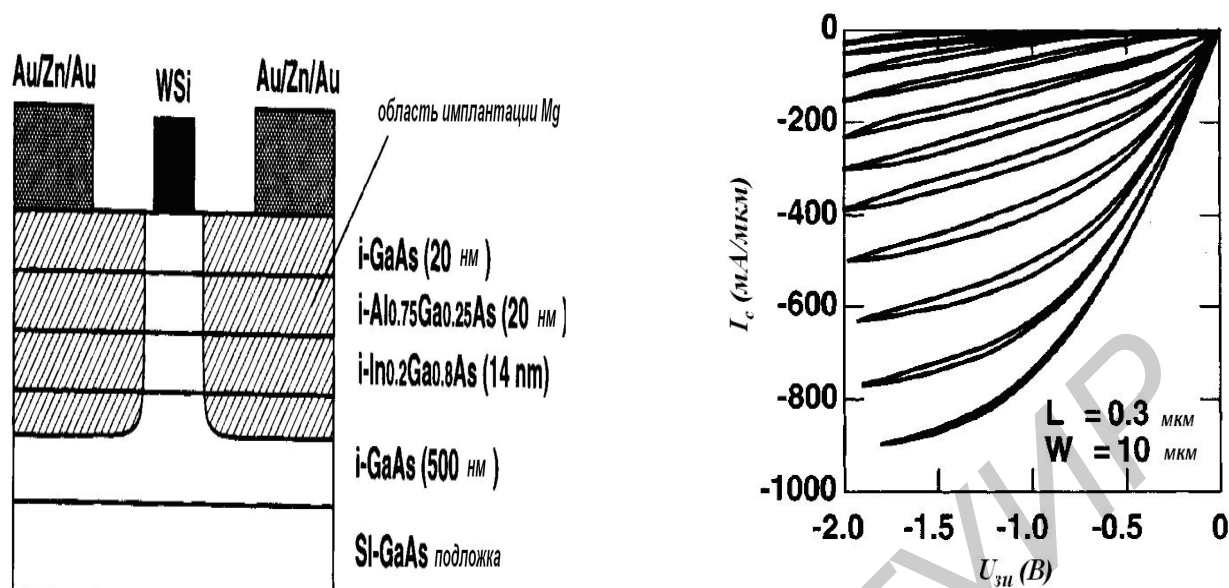 Au/Zn/Au
WSi
Au/Zn/Au
область имплантации Mg
i-GaAs (20 нм)
i-Al0.75Ga0.25As (20 нм)
i-In0.2Ga0.8As (14 nm)
i-GaAs (500 нм)
SI-GaAs подложка
0
-200
-400
-600
-800
-1000
Iс (мА/мкм)
L = 0.3 мкм
W = 10 мкм
-2.0 -1.5 -1.0 -0.5 0
Uзи (В)